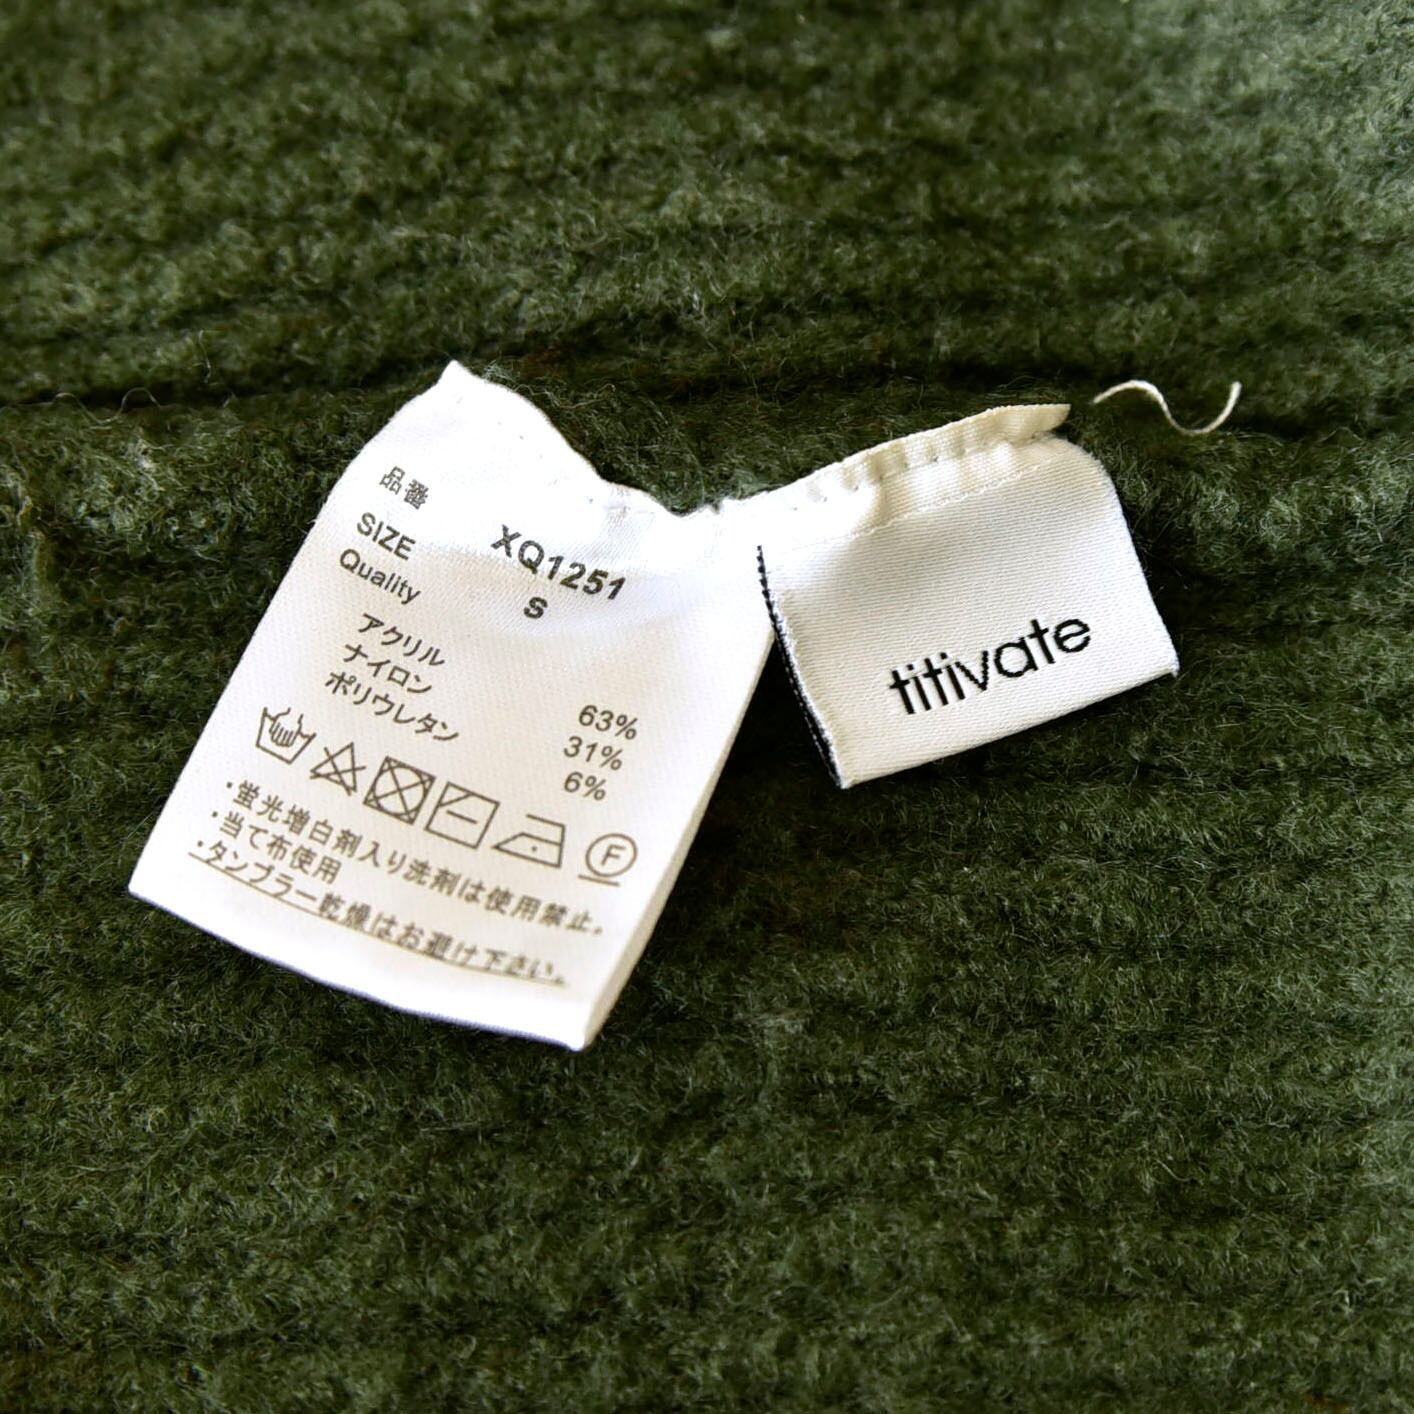 品番 XQ1251
SIZE S
Quality
アクリル 63%
ナイロン 31%
ポリウレタン 6%
F
・蛍光増白剤入り洗剤は使用禁止。
・当て布使用
・タンブラー乾燥はお避け下さい。
titivate